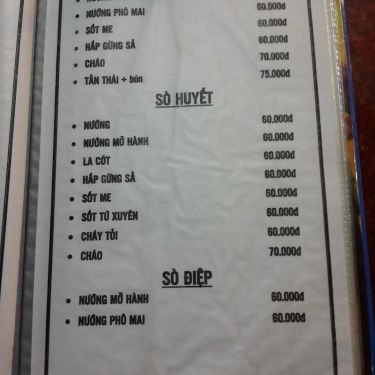 60.000đ
NƯỚNG PHÔ MAI 60.000đ
SỐT ME 60.000đ
HẤP GỪNG SẢ 60.000đ
CHÁO 70.000đ
TÂN THÁI + bún 75.000đ
SÒ HUYẾT
NƯỚNG 60.000đ
NƯỚNG MỠ HÀNH 60.000đ
LA CÓT 60.000đ
HẤP GỪNG SẢ 60.000đ
SỐT ME 60.000đ
SỐT TỨ XUYÊN 60.000đ
CHÁY TỎI 60.000đ
CHÁO 70.000đ
SÒ ĐIỆP
NƯỚNG MỠ HÀNH 60.000đ
NƯỚNG PHÔ MAI 60.000đ